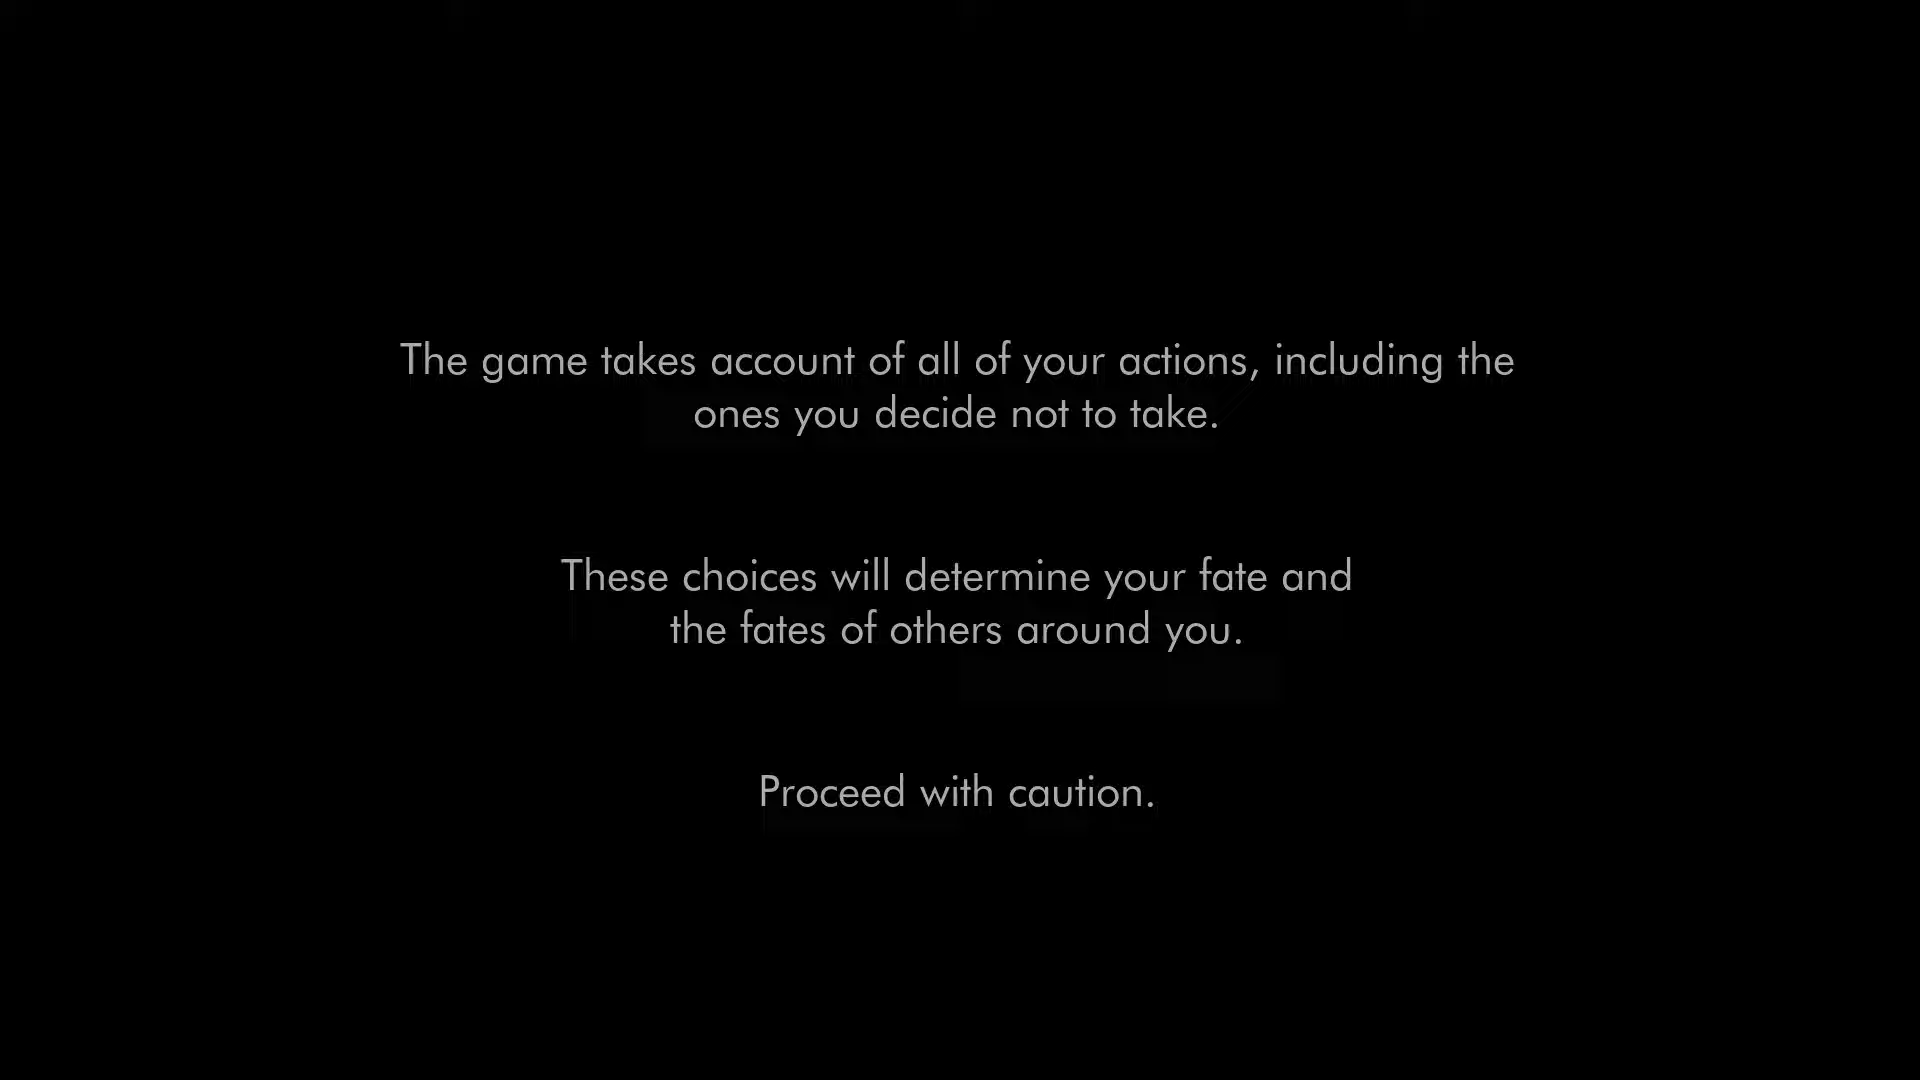 The game takes account of all of your actions, including the
ones you decide not to take.
These choices will determine your fate and
the fates of others around you.
Proceed with caution.